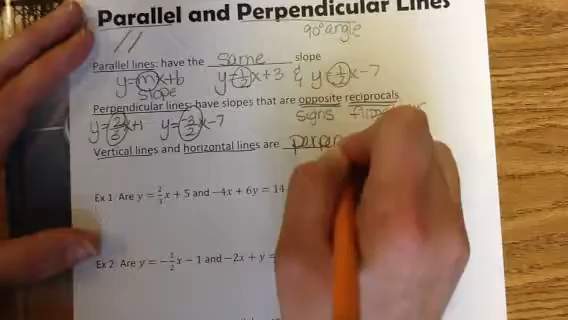 Parallel and Perpendicular Lines
90° angle
//
Parallel lines: have the same slope
y=mx+b y=½x+3 & y=½x-7
slope
Perpendicular lines: have slopes that are opposite reciprocals
y=2/3x+1 y=-3/2x-7 signs
Vertical lines and horizontal lines are perpen
Ex 1: Are y = 2/3x + 5 and -4x + 6y = 14
Ex 2: Are y = -1/2x - 1 and -2x + y =